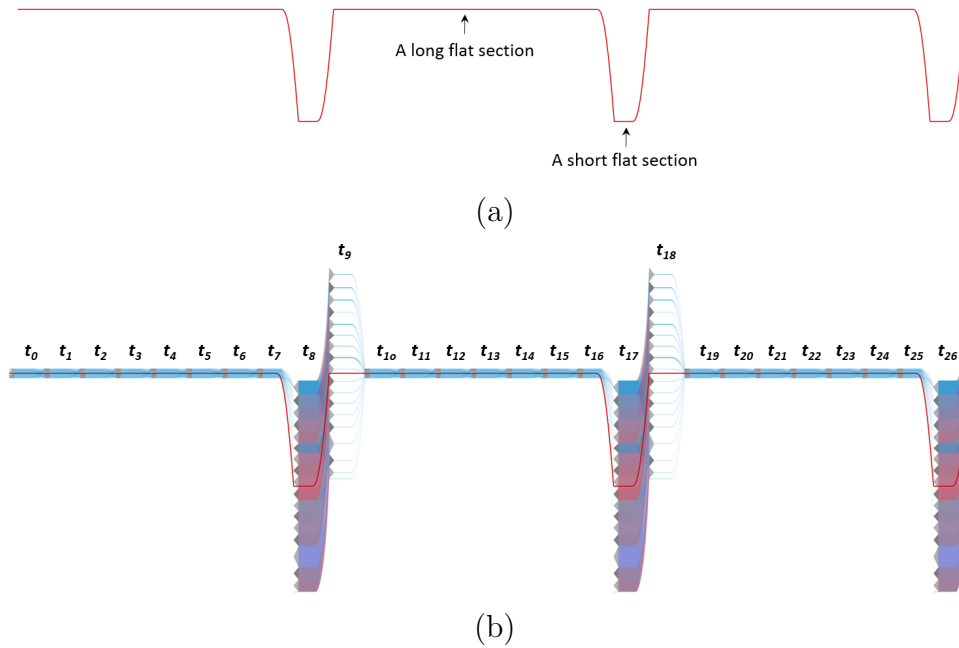 A long flat section
A short flat section
(a)
t9 t18
t0 t1 t2 t3 t4 t5 t6 t7 t8 t1o t11 t12 t13 t14 t15 t16 t17 t19 t20 t21 t22 t23 t24 t25 t26
(b)